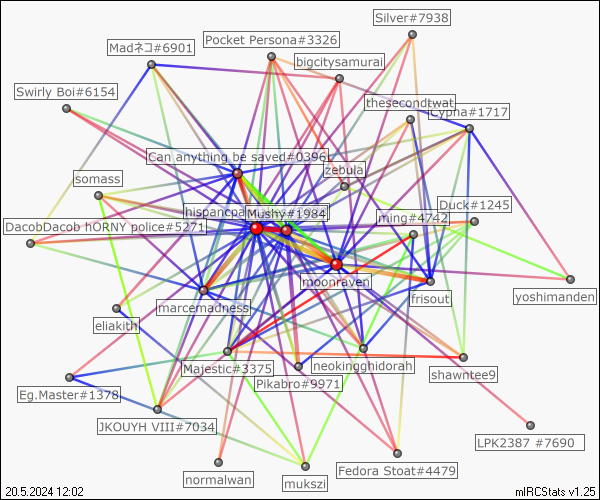 Silver#7938
Pocket Persona#3326
Madネコ#6901
bigcitysamurai
Swirly Boi#6154
thesecondtwat
Cypha#1717
Can anything be saved#0396
zebula
somass
Duck#1245
hispancpa
Mushy#1984
ming#4742
DacobDacob hORNY police#5271
moonraven
yoshimanden
frisout
marcemadness
eliakith
neokingghidorah
Majestic#3375
shawntee9
Pikabro#9971
Eg.Master#1378
JKOUYH VIII#7034
LPK2387 #7690
Fedora Stoat#4479
normalwan
mukszi
20.5.2024 12:02
mIRCStats v1.25